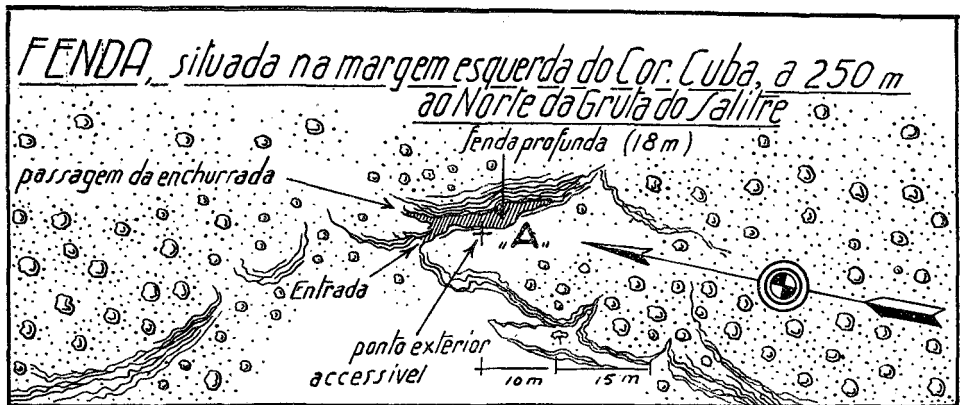 FENDA, situada na margem esquerda do Cor. Cuba, a 250 m
ao Norte da Gruta do Salitre
fenda profunda (18 m)
passagem da enchurrada
"A"
Entrada
ponto extérior
accessível
10 m
15 m